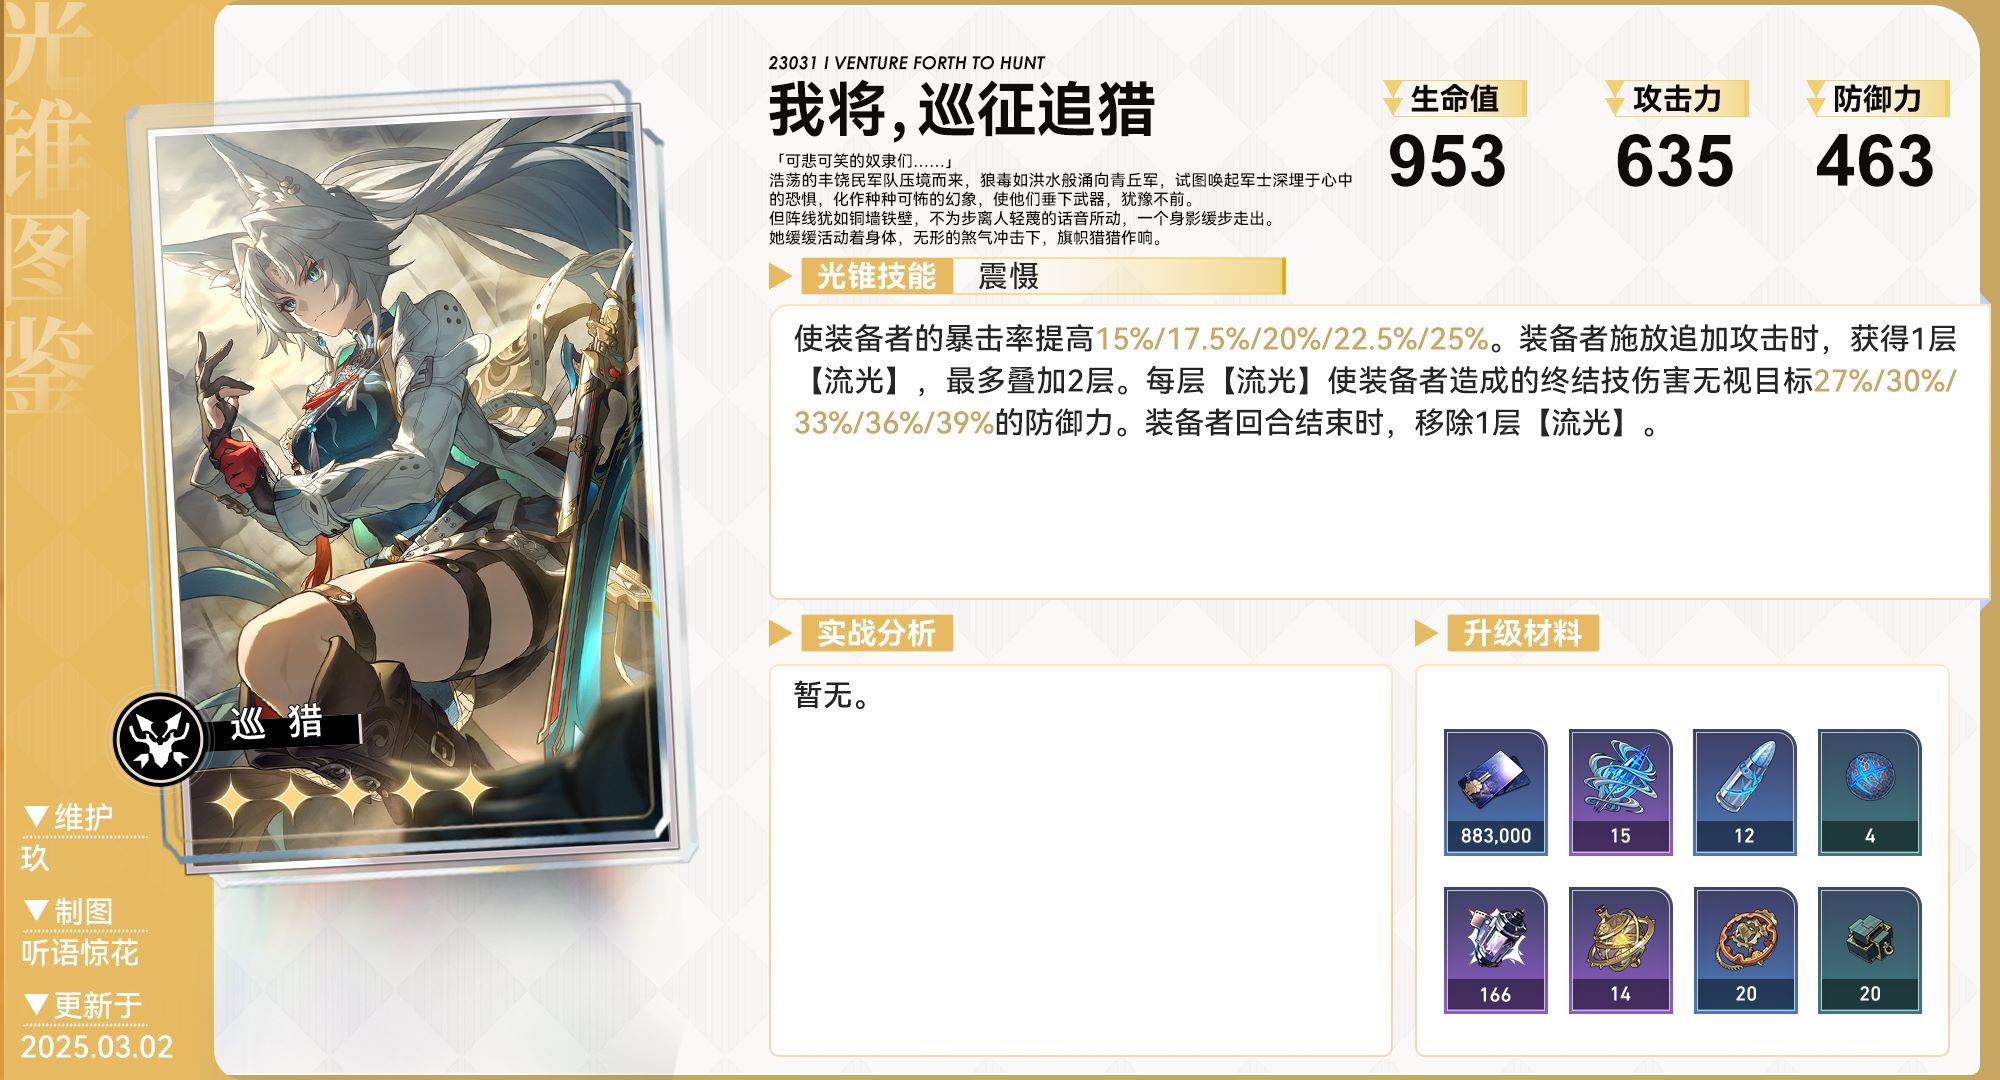 光锥图鉴
23031 I VENTURE FORTH TO HUNT
我将，巡征追猎
「可悲可笑的奴隶们……」
浩荡的丰饶民军队压境而来，狼毒如洪水般涌向青丘军，试图唤起军士深埋于心中
的恐惧，化作种种可怖的幻象，使他们垂下武器，犹豫不前。
但阵线犹如铜墙铁壁，不为步离人轻蔑的话音所动，一个身影缓步走出。
她缓缓活动着身体，无形的煞气冲击下，旗帜猎猎作响。
生命值
953
攻击力
635
防御力
463
光锥技能 震慑
使装备者的暴击率提高15%/17.5%/20%/22.5%/25%。装备者施放追加攻击时，获得1层
【流光】，最多叠加2层。每层【流光】使装备者造成的终结技伤害无视目标27%/30%/
33%/36%/39%的防御力。装备者回合结束时，移除1层【流光】。
实战分析
暂无。
升级材料
883,000
15
12
4
166
14
20
20
巡猎
▼维护
玖
▼制图
听语惊花
▼更新于
2025.03.02